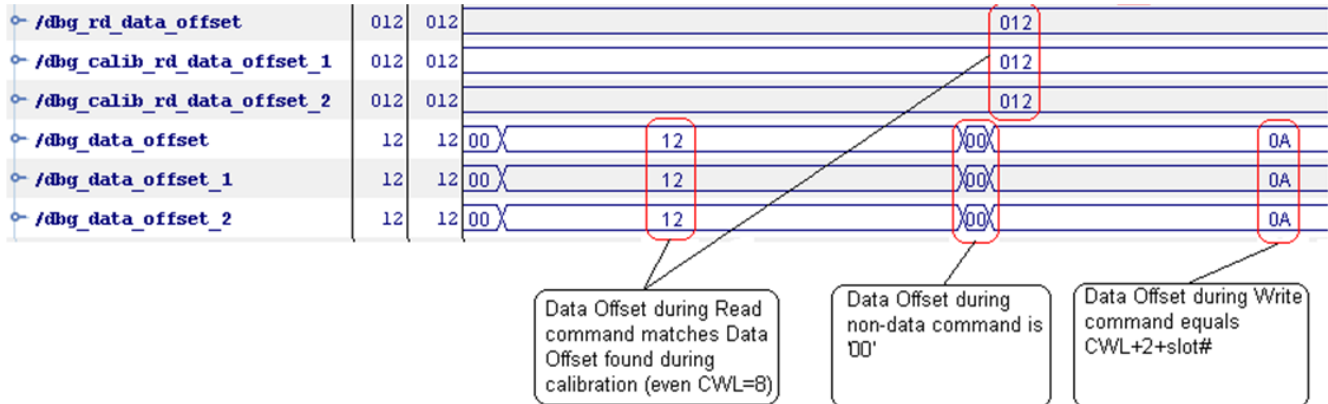 /dbg_rd_data_offset 012 012 012
/dbg_calib_rd_data_offset_1 012 012 012
/dbg_calib_rd_data_offset_2 012 012 012
/dbg_data_offset 12 12 00 12 00 0A
/dbg_data_offset_1 12 12 00 12 00 0A
/dbg_data_offset_2 12 12 00 12 00 0A
Data Offset during Read
command matches Data
Offset found during
calibration (even CWL=8)
Data Offset during
non-data command is
'00'
Data Offset during Write
command equals
CWL+2+slot#